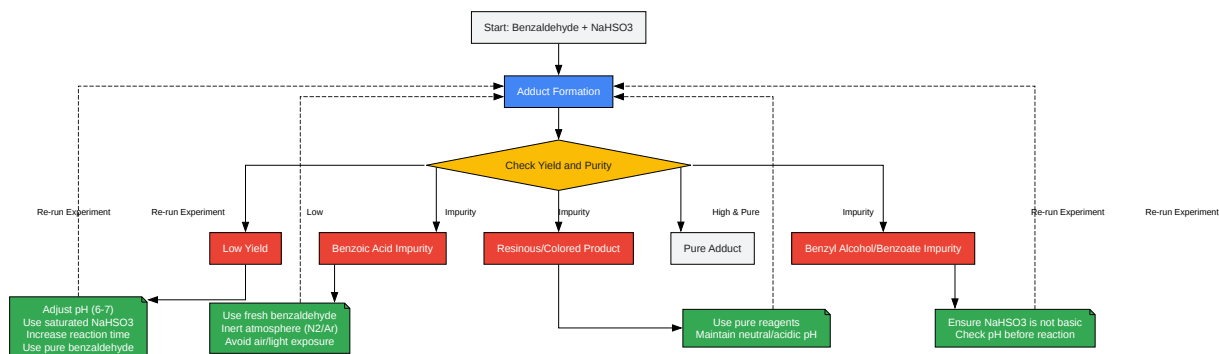 Start: Benzaldehyde + NaHSO3
Adduct Formation
Check Yield and Purity
Re-run Experiment
Re-run Experiment
Low
Impurity
Impurity
High & Pure
Impurity
Re-run Experiment
Re-run Experiment
Low Yield
Benzoic Acid Impurity
Resinous/Colored Product
Pure Adduct
Benzyl Alcohol/Benzoate Impurity
Adjust pH (6-7)
Use saturated NaHSO3
Increase reaction time
Use pure benzaldehyde
Use fresh benzaldehyde
Inert atmosphere (N2/Ar)
Avoid air/light exposure
Use pure reagents
Maintain neutral/acidic pH
Ensure NaHSO3 is not basic
Check pH before reaction